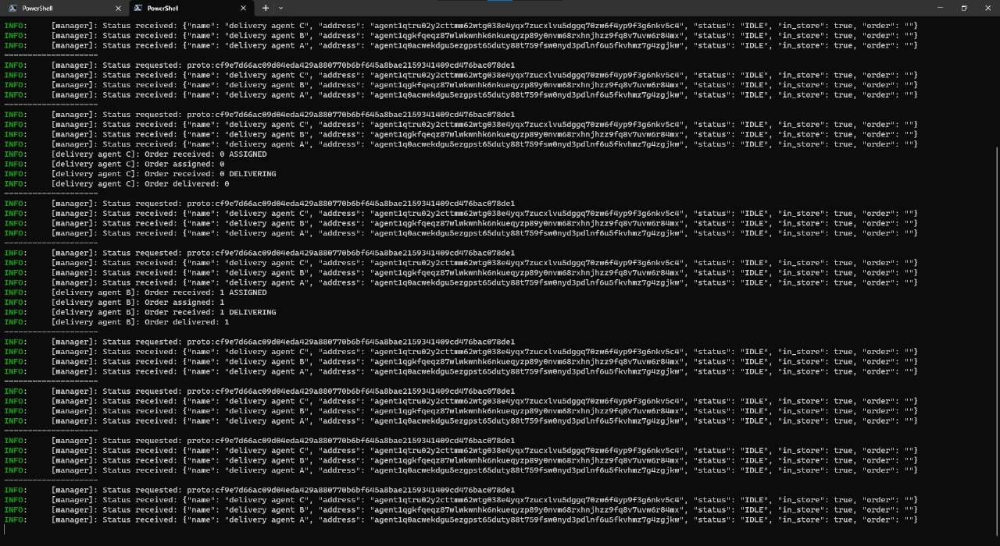 PowerShell
PowerShell
INFO: [manager]: Status received: {"name": "delivery agent C", "address": "agent1qtru02y2cttmm62wtg038e4yqx7zucxlvu5dggq70zw6f4yp9f3g6nkv5c4", "status": "IDLE", "in_store": true, "order": ""}
INFO: [manager]: Status received: {"name": "delivery agent B", "address": "agent1qgkfqeqz87wlwkwnhk6nkueqyzp89y0nvm68rxhnjhzz9fq8v7uvw6r84mx", "status": "IDLE", "in_store": true, "order": ""}
INFO: [manager]: Status received: {"name": "delivery agent A", "address": "agent1q0acwekdgu5ezgpst65duty88t759fsw0nyd3pdlnf6u5fkvhmz7g4zgjkw", "status": "IDLE", "in_store": true, "order": ""}
--------------------
INFO: [manager]: Status requested: proto:cf9e7d66ac09d04eda429a880770b6bf645a8bae2159341409cd476bac078de1
INFO: [manager]: Status received: {"name": "delivery agent C", "address": "agent1qtru02y2cttmm62wtg038e4yqx7zucxlvu5dggq70zw6f4yp9f3g6nkv5c4", "status": "IDLE", "in_store": true, "order": ""}
INFO: [manager]: Status received: {"name": "delivery agent B", "address": "agent1qgkfqeqz87wlwkwnhk6nkueqyzp89y0nvm68rxhnjhzz9fq8v7uvw6r84mx", "status": "IDLE", "in_store": true, "order": ""}
INFO: [manager]: Status received: {"name": "delivery agent A", "address": "agent1q0acwekdgu5ezgpst65duty88t759fsw0nyd3pdlnf6u5fkvhmz7g4zgjkw", "status": "IDLE", "in_store": true, "order": ""}
--------------------
INFO: [manager]: Status requested: proto:cf9e7d66ac09d04eda429a880770b6bf645a8bae2159341409cd476bac078de1
INFO: [manager]: Status received: {"name": "delivery agent C", "address": "agent1qtru02y2cttmm62wtg038e4yqx7zucxlvu5dggq70zw6f4yp9f3g6nkv5c4", "status": "IDLE", "in_store": true, "order": ""}
INFO: [manager]: Status received: {"name": "delivery agent B", "address": "agent1qgkfqeqz87wlwkwnhk6nkueqyzp89y0nvm68rxhnjhzz9fq8v7uvw6r84mx", "status": "IDLE", "in_store": true, "order": ""}
INFO: [manager]: Status received: {"name": "delivery agent A", "address": "agent1q0acwekdgu5ezgpst65duty88t759fsw0nyd3pdlnf6u5fkvhmz7g4zgjkw", "status": "IDLE", "in_store": true, "order": ""}
INFO: [delivery agent C]: Order received: 0 ASSIGNED
INFO: [delivery agent C]: Order assigned: 0
INFO: [delivery agent C]: Order received: 0 DELIVERING
INFO: [delivery agent C]: Order delivered: 0
--------------------
INFO: [manager]: Status requested: proto:cf9e7d66ac09d04eda429a880770b6bf645a8bae2159341409cd476bac078de1
INFO: [manager]: Status received: {"name": "delivery agent C", "address": "agent1qtru02y2cttmm62wtg038e4yqx7zucxlvu5dggq70zw6f4yp9f3g6nkv5c4", "status": "IDLE", "in_store": true, "order": ""}
INFO: [manager]: Status received: {"name": "delivery agent B", "address": "agent1qgkfqeqz87wlwkwnhk6nkueqyzp89y0nvm68rxhnjhzz9fq8v7uvw6r84mx", "status": "IDLE", "in_store": true, "order": ""}
INFO: [manager]: Status received: {"name": "delivery agent A", "address": "agent1q0acwekdgu5ezgpst65duty88t759fsw0nyd3pdlnf6u5fkvhmz7g4zgjkw", "status": "IDLE", "in_store": true, "order": ""}
--------------------
INFO: [manager]: Status requested: proto:cf9e7d66ac09d04eda429a880770b6bf645a8bae2159341409cd476bac078de1
INFO: [manager]: Status received: {"name": "delivery agent C", "address": "agent1qtru02y2cttmm62wtg038e4yqx7zucxlvu5dggq70zw6f4yp9f3g6nkv5c4", "status": "IDLE", "in_store": true, "order": ""}
INFO: [manager]: Status received: {"name": "delivery agent B", "address": "agent1qgkfqeqz87wlwkwnhk6nkueqyzp89y0nvm68rxhnjhzz9fq8v7uvw6r84mx", "status": "IDLE", "in_store": true, "order": ""}
INFO: [manager]: Status received: {"name": "delivery agent A", "address": "agent1q0acwekdgu5ezgpst65duty88t759fsw0nyd3pdlnf6u5fkvhmz7g4zgjkw", "status": "IDLE", "in_store": true, "order": ""}
INFO: [delivery agent B]: Order received: 1 ASSIGNED
INFO: [delivery agent B]: Order assigned: 1
INFO: [delivery agent B]: Order received: 1 DELIVERING
INFO: [delivery agent B]: Order delivered: 1
--------------------
INFO: [manager]: Status requested: proto:cf9e7d66ac09d04eda429a880770b6bf645a8bae2159341409cd476bac078de1
INFO: [manager]: Status received: {"name": "delivery agent C", "address": "agent1qtru02y2cttmm62wtg038e4yqx7zucxlvu5dggq70zw6f4yp9f3g6nkv5c4", "status": "IDLE", "in_store": true, "order": ""}
INFO: [manager]: Status received: {"name": "delivery agent B", "address": "agent1qgkfqeqz87wlwkwnhk6nkueqyzp89y0nvm68rxhnjhzz9fq8v7uvw6r84mx", "status": "IDLE", "in_store": true, "order": ""}
INFO: [manager]: Status received: {"name": "delivery agent A", "address": "agent1q0acwekdgu5ezgpst65duty88t759fsw0nyd3pdlnf6u5fkvhmz7g4zgjkw", "status": "IDLE", "in_store": true, "order": ""}
--------------------
INFO: [manager]: Status requested: proto:cf9e7d66ac09d04eda429a880770b6bf645a8bae2159341409cd476bac078de1
INFO: [manager]: Status received: {"name": "delivery agent C", "address": "agent1qtru02y2cttmm62wtg038e4yqx7zucxlvu5dggq70zw6f4yp9f3g6nkv5c4", "status": "IDLE", "in_store": true, "order": ""}
INFO: [manager]: Status received: {"name": "delivery agent B", "address": "agent1qgkfqeqz87wlwkwnhk6nkueqyzp89y0nvm68rxhnjhzz9fq8v7uvw6r84mx", "status": "IDLE", "in_store": true, "order": ""}
INFO: [manager]: Status received: {"name": "delivery agent A", "address": "agent1q0acwekdgu5ezgpst65duty88t759fsw0nyd3pdlnf6u5fkvhmz7g4zgjkw", "status": "IDLE", "in_store": true, "order": ""}
--------------------
INFO: [manager]: Status requested: proto:cf9e7d66ac09d04eda429a880770b6bf645a8bae2159341409cd476bac078de1
INFO: [manager]: Status received: {"name": "delivery agent C", "address": "agent1qtru02y2cttmm62wtg038e4yqx7zucxlvu5dggq70zw6f4yp9f3g6nkv5c4", "status": "IDLE", "in_store": true, "order": ""}
INFO: [manager]: Status received: {"name": "delivery agent B", "address": "agent1qgkfqeqz87wlwkwnhk6nkueqyzp89y0nvm68rxhnjhzz9fq8v7uvw6r84mx", "status": "IDLE", "in_store": true, "order": ""}
INFO: [manager]: Status received: {"name": "delivery agent A", "address": "agent1q0acwekdgu5ezgpst65duty88t759fsw0nyd3pdlnf6u5fkvhmz7g4zgjkw", "status": "IDLE", "in_store": true, "order": ""}
--------------------
INFO: [manager]: Status requested: proto:cf9e7d66ac09d04eda429a880770b6bf645a8bae2159341409cd476bac078de1
INFO: [manager]: Status received: {"name": "delivery agent C", "address": "agent1qtru02y2cttmm62wtg038e4yqx7zucxlvu5dggq70zw6f4yp9f3g6nkv5c4", "status": "IDLE", "in_store": true, "order": ""}
INFO: [manager]: Status received: {"name": "delivery agent B", "address": "agent1qgkfqeqz87wlwkwnhk6nkueqyzp89y0nvm68rxhnjhzz9fq8v7uvw6r84mx", "status": "IDLE", "in_store": true, "order": ""}
INFO: [manager]: Status received: {"name": "delivery agent A", "address": "agent1q0acwekdgu5ezgpst65duty88t759fsw0nyd3pdlnf6u5fkvhmz7g4zgjkw", "status": "IDLE", "in_store": true, "order": ""}